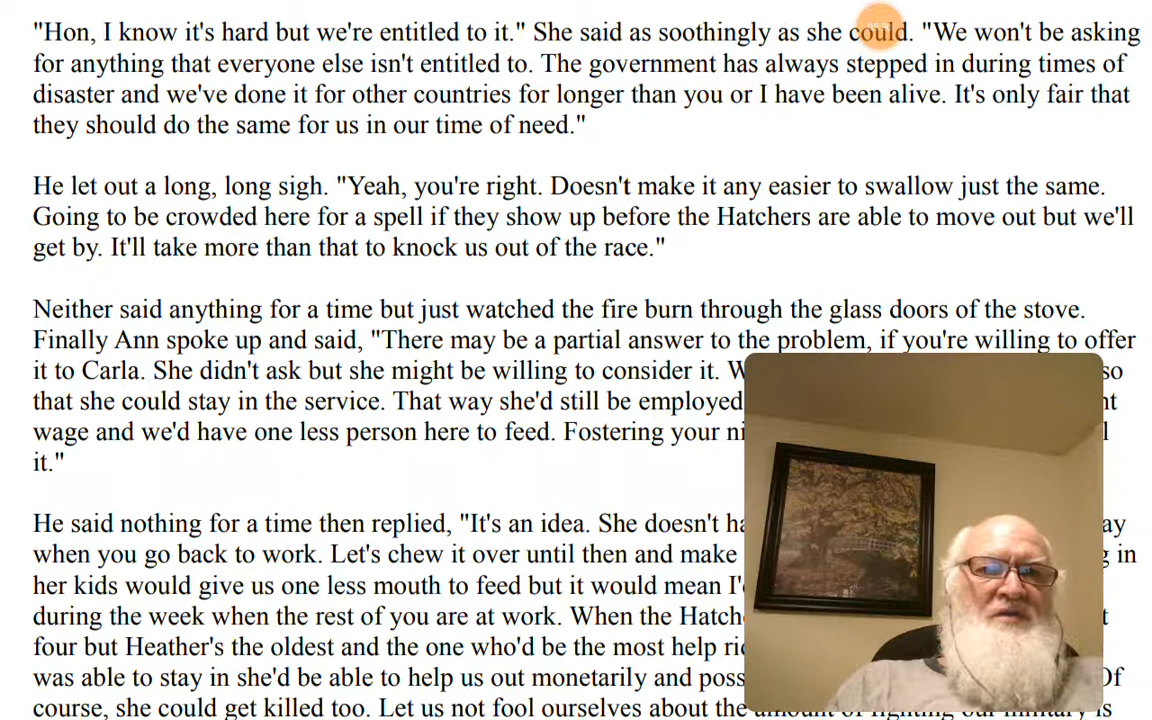 "Hon, I know it's hard but we're entitled to it." She said as soothingly as she could. "We won't be asking
for anything that everyone else isn't entitled to. The government has always stepped in during times of
disaster and we've done it for other countries for longer than you or I have been alive. It's only fair that
they should do the same for us in our time of need."
He let out a long, long sigh. "Yeah, you're right. Doesn't make it any easier to swallow just the same.
Going to be crowded here for a spell if they show up before the Hatchers are able to move out but we'll
get by. It'll take more than that to knock us out of the race."
Neither said anything for a time but just watched the fire burn through the glass doors of the stove.
Finally Ann spoke up and said, "There may be a partial answer to the problem, if you're willing to offer
it to Carla. She didn't ask but she might be willing to consider it. so
that she could stay in the service. That way she'd still be employed
wage and we'd have one less person here to feed. Fostering your
it."
He said nothing for a time then replied, "It's an idea. She doesn't
when you go back to work. Let's chew it over until then and make in
her kids would give us one less mouth to feed but it would mean
during the week when the rest of you are at work. When the
four but Heather's the oldest and the one who'd be the most help
was able to stay in she'd be able to help us out monetarily and Of
course, she could get killed too. Let us not fool ourselves about the amount of fighting our military is